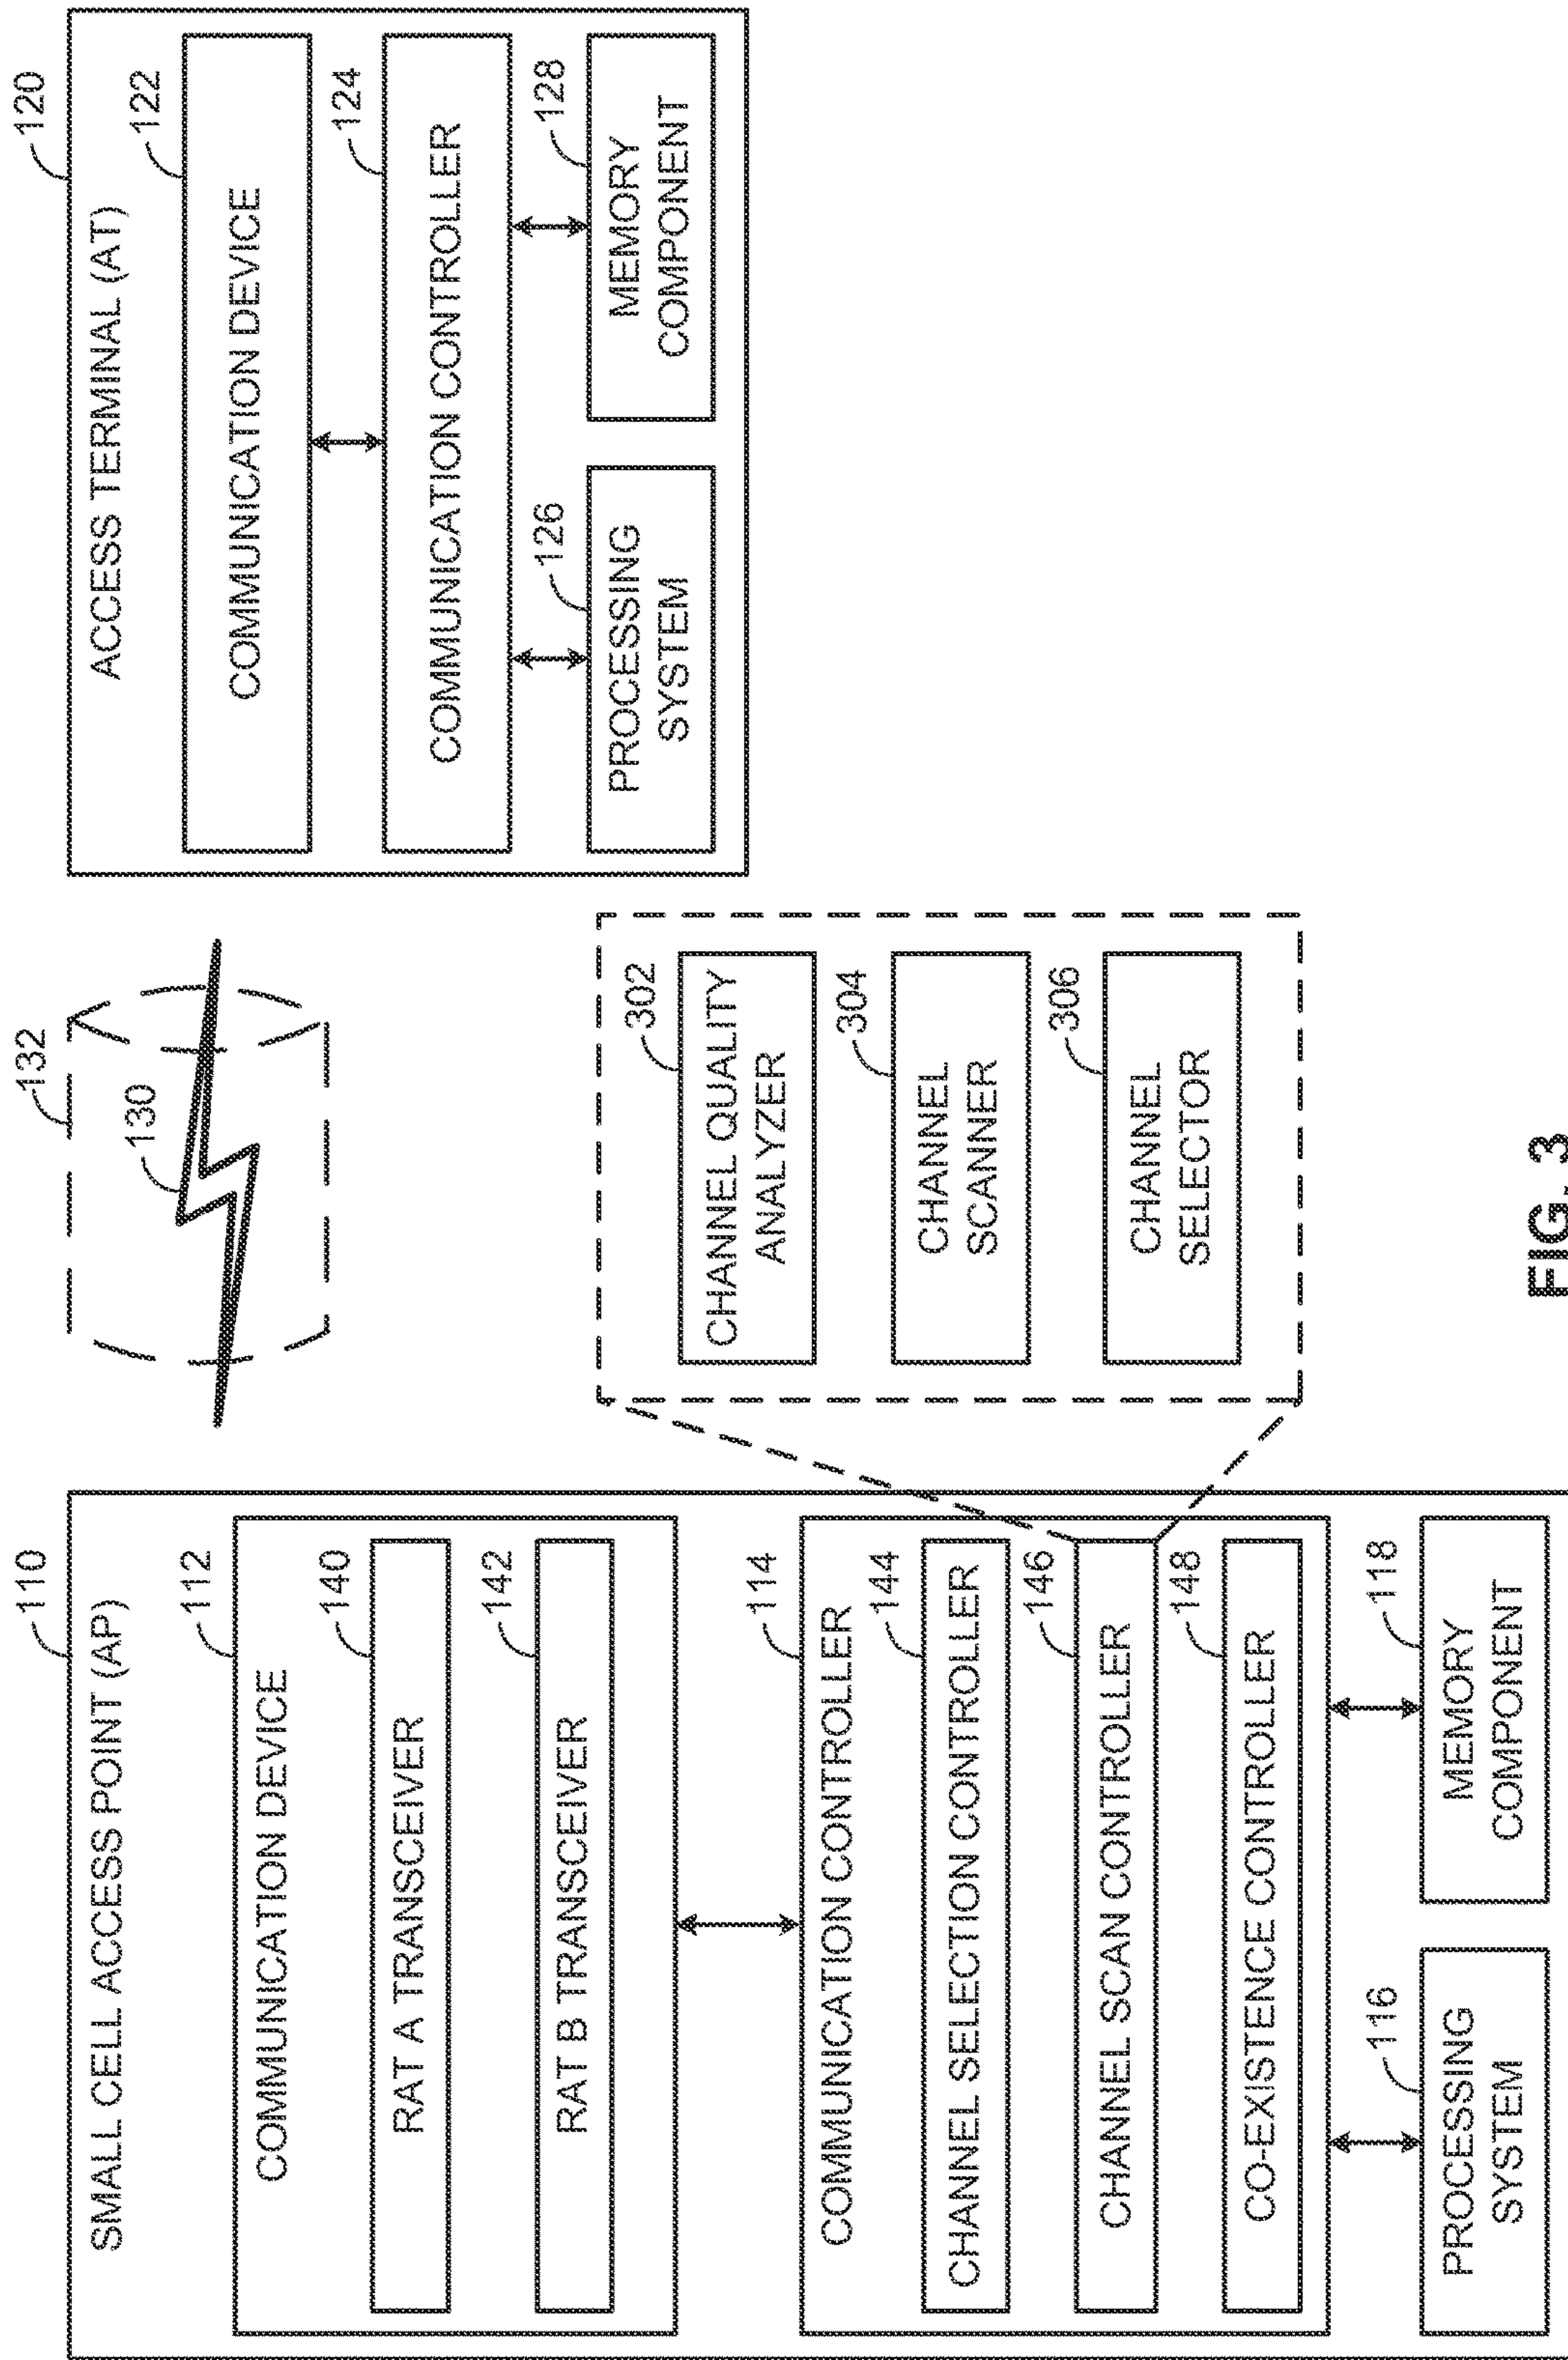 110
SMALL CELL ACCESS POINT (AP)
112
COMMUNICATION DEVICE
140
RAT A TRANSCEIVER
142
RAT B TRANSCEIVER
114
COMMUNICATION CONTROLLER
144
CHANNEL SELECTION CONTROLLER
146
CHANNEL SCAN CONTROLLER
148
CO-EXISTENCE CONTROLLER
116
PROCESSING
SYSTEM
118
MEMORY
COMPONENT
132
130
302
CHANNEL QUALITY
ANALYZER
304
CHANNEL
SCANNER
306
CHANNEL
SELECTOR
120
ACCESS TERMINAL (AT)
122
COMMUNICATION DEVICE
124
COMMUNICATION CONTROLLER
126
PROCESSING
SYSTEM
128
MEMORY
COMPONENT
FIG. 3